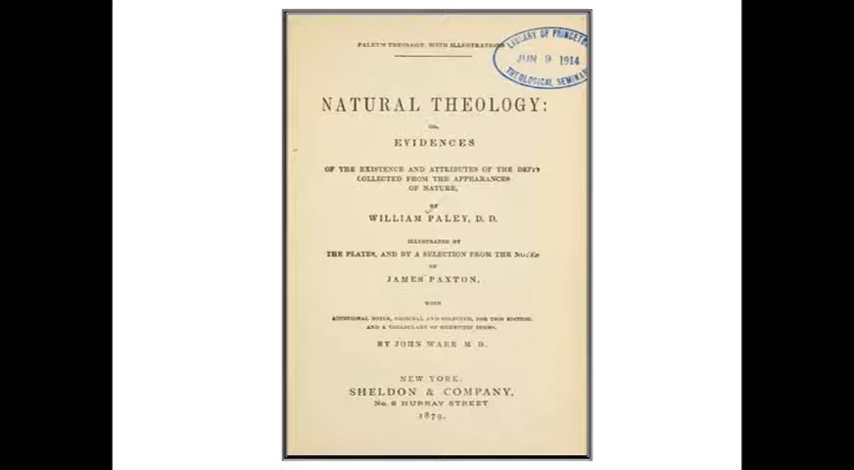 PALEY'S THEOLOGY, WITH ILLUSTRATIONS
LIBRARY OF PRINCETON
JUN 9 1914
THEOLOGICAL SEMINARY
NATURAL THEOLOGY:
OR,
EVIDENCES
OF THE EXISTENCE AND ATTRIBUTES OF THE DEITY
COLLECTED FROM THE APPEARANCES
OF NATURE,
BY
WILLIAM PALEY, D. D.
ILLUSTRATED BY
THE PLATES, AND BY A SELECTION FROM THE NOTES
OF
JAMES PAXTON.
WITH
ADDITIONAL NOTES, ORIGINAL AND SELECTED, FOR THIS EDITION.
AND A VOCABULARY OF SCIENTIFIC TERMS.
BY JOHN WARE M D.
NEW YORK:
SHELDON & COMPANY,
No. 8 MURRAY STREET
1879.